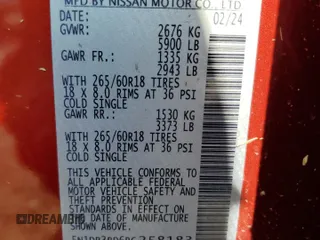 MFD BY NISSAN MOTOR CO., LTD
DATE: 02/24
GVWR: 2676 KG
5900 LB
GAWR FR.: 1335 KG
2943 LB
WITH 265/60R18 TIRES
18 x 8.0 RIMS AT 36 PSI
COLD SINGLE
GAWR RR.: 1530 KG
3373 LB
WITH 265/60R18 TIRES
18 x 8.0 RIMS AT 36 PSI
COLD SINGLE
THIS VEHICLE CONFORMS TO ALL
APPLICABLE FEDERAL MOTOR
VEHICLE SAFETY, BUMPER, AND
THEFT PREVENTION STANDARDS
IN EFFECT ON THE DATE OF
MANUFACTURE SHOWN ABOVE
258183
DREAMBID